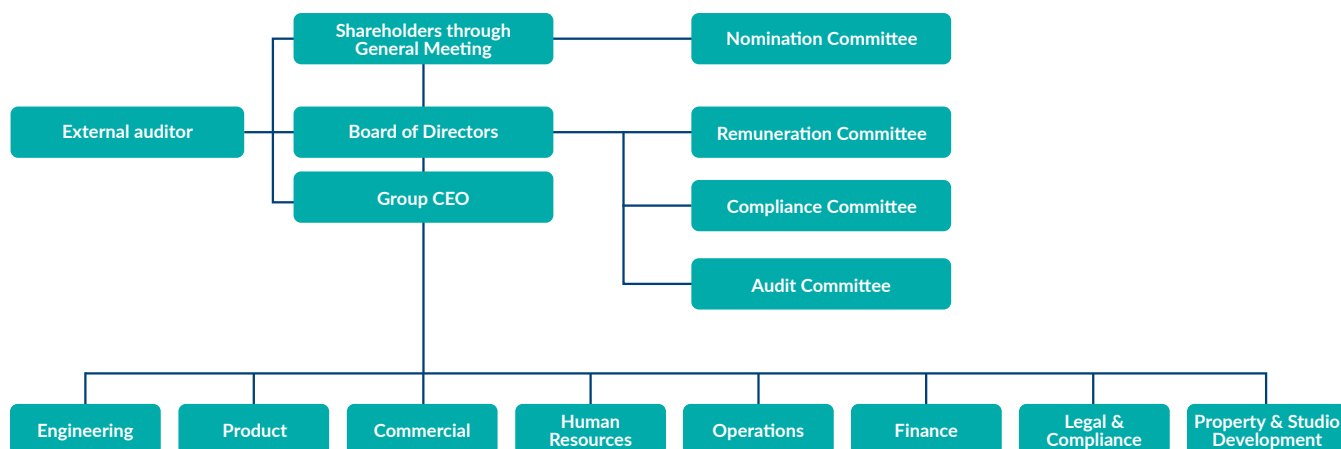 Shareholders through
General Meeting
Nomination Committee
External auditor
Board of Directors
Remuneration Committee
Group CEO
Compliance Committee
Audit Committee
Engineering
Product
Commercial
Human
Resources
Operations
Finance
Legal &
Compliance
Property & Studio
Development